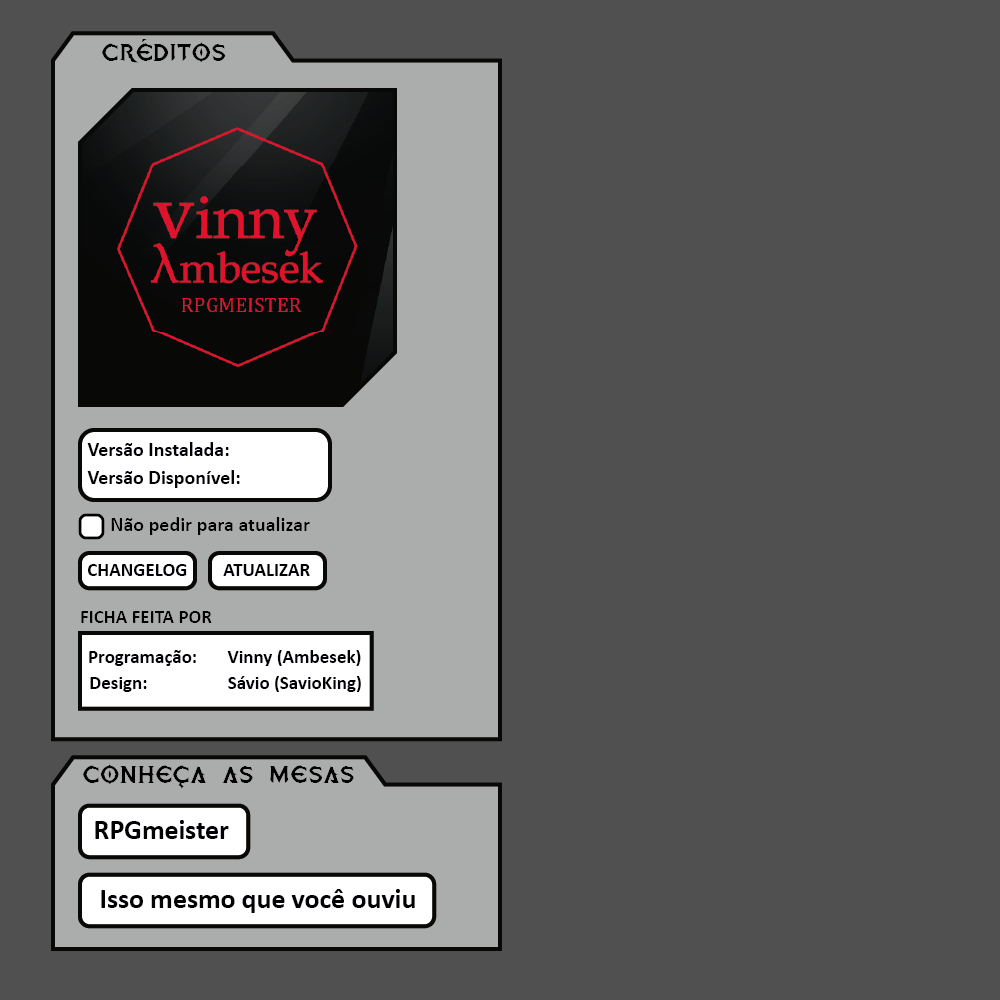 CRÉDITOS
Vinny
λmbesek
RPGMEISTER
Versão Instalada:
Versão Disponível:
Não pedir para atualizar
CHANGELOG ATUALIZAR
FICHA FEITA POR
Programação: Vinny (Ambesek)
Design: Sávio (SavioKing)
CONHEÇA AS MESAS
RPGmeister
Isso mesmo que você ouviu